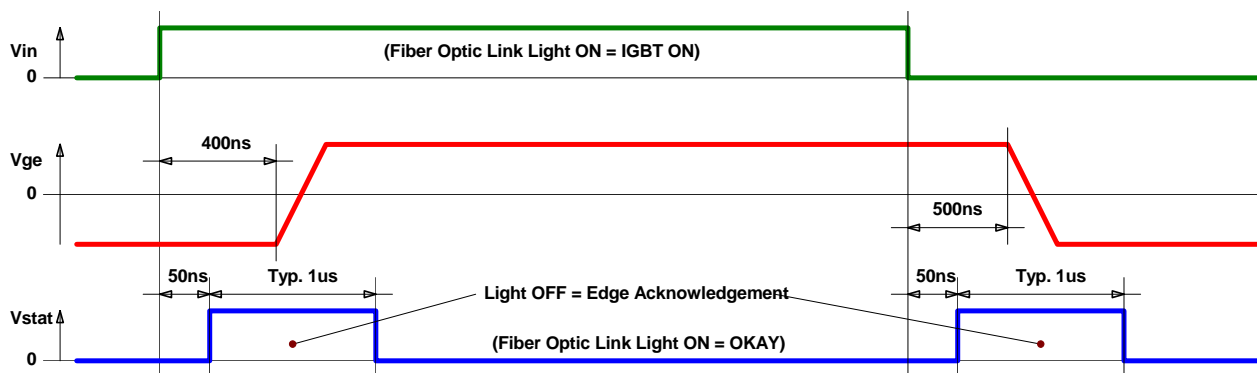 Vin
0
(Fiber Optic Link Light ON = IGBT ON)
400ns
Vge
0
500ns
50ns
Typ. 1us
Light OFF = Edge Acknowledgement
50ns
Typ. 1us
Vstat
0
(Fiber Optic Link Light ON = OKAY)